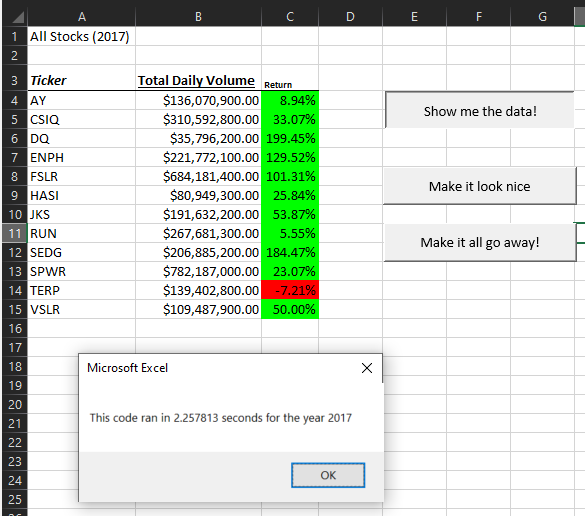 A B C D E F G
1 All Stocks (2017)
2
3 Ticker Total Daily Volume Return
4 AY $136,070,900.00 8.94%
Show me the data!
5 CSIQ $310,592,800.00 33.07%
6 DQ $35,796,200.00 199.45%
7 ENPH $221,772,100.00 129.52%
8 FSLR $684,181,400.00 101.31%
Make it look nice
9 HASI $80,949,300.00 25.84%
10 JKS $191,632,200.00 53.87%
11 RUN $267,681,300.00 5.55%
Make it all go away!
12 SEDG $206,885,200.00 184.47%
13 SPWR $782,187,000.00 23.07%
14 TERP $139,402,800.00 -7.21%
15 VSLR $109,487,900.00 50.00%
16
17
18
19
20
21
22
23
24
25
26
Microsoft Excel
This code ran in 2.257813 seconds for the year 2017
OK